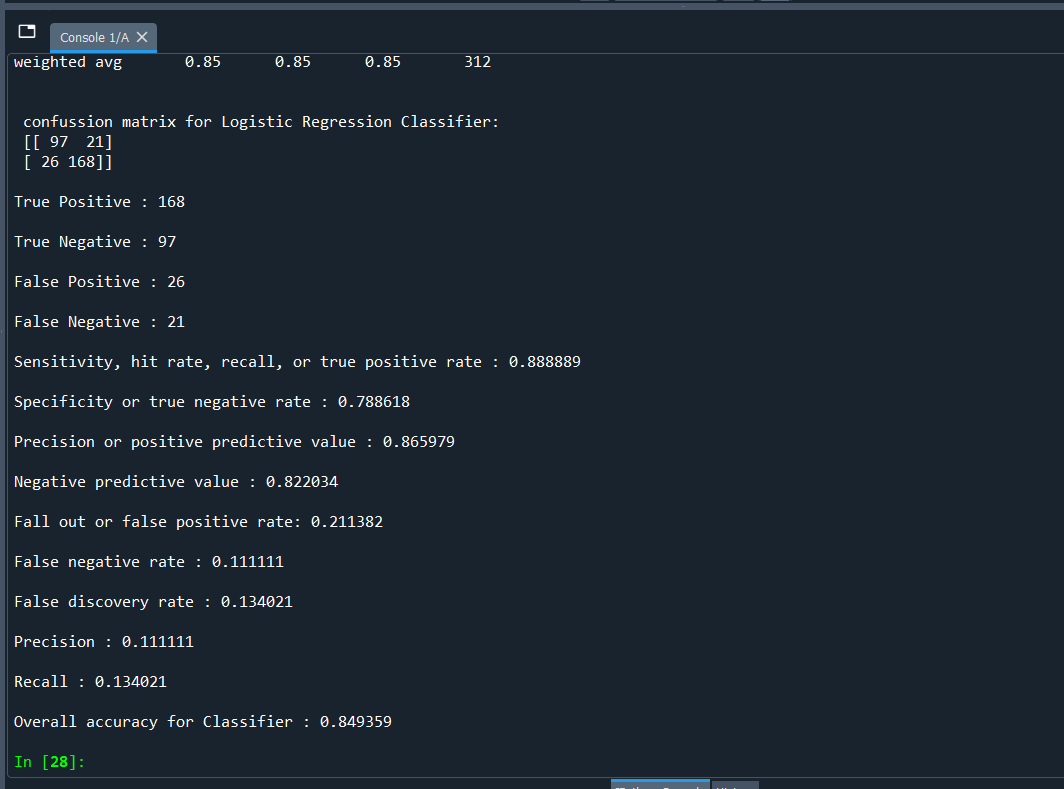 Console 1/A
weighted avg 0.85 0.85 0.85 312
confussion matrix for Logistic Regression Classifier:
[[ 97 21]
[ 26 168]]
True Positive : 168
True Negative : 97
False Positive : 26
False Negative : 21
Sensitivity, hit rate, recall, or true positive rate : 0.888889
Specificity or true negative rate : 0.788618
Precision or positive predictive value : 0.865979
Negative predictive value : 0.822034
Fall out or false positive rate: 0.211382
False negative rate : 0.111111
False discovery rate : 0.134021
Precision : 0.111111
Recall : 0.134021
Overall accuracy for Classifier : 0.849359
In [28]: